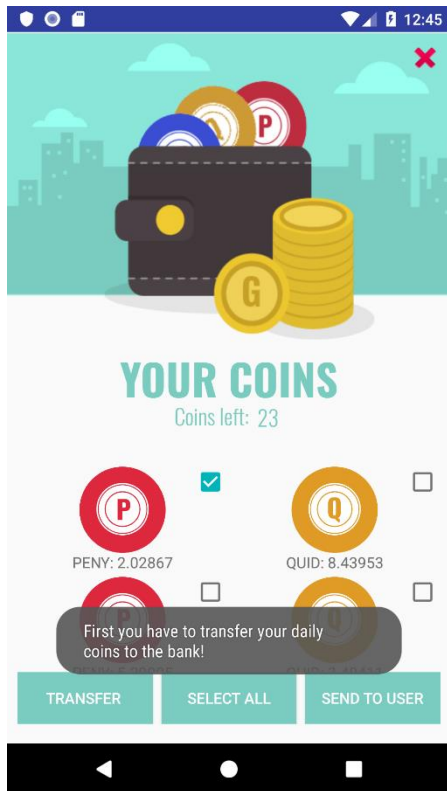 12:45
P
G
YOUR COINS
Coins left: 23
P
Q
PENY: 2.02867
QUID: 8.43953
First you have to transfer your daily
coins to the bank!
TRANSFER
SELECT ALL
SEND TO USER